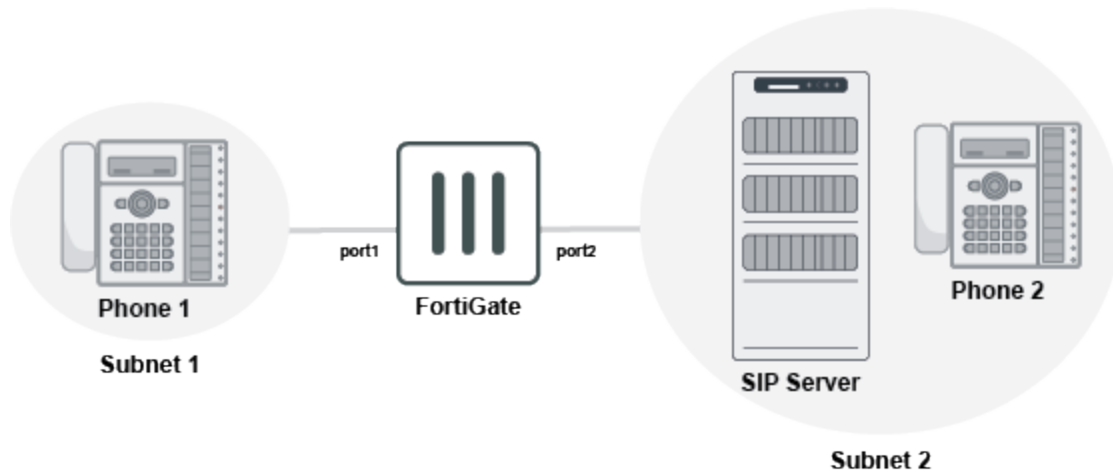 port1
port2
Phone 1
FortiGate
Phone 2
Subnet 1
SIP Server
Subnet 2